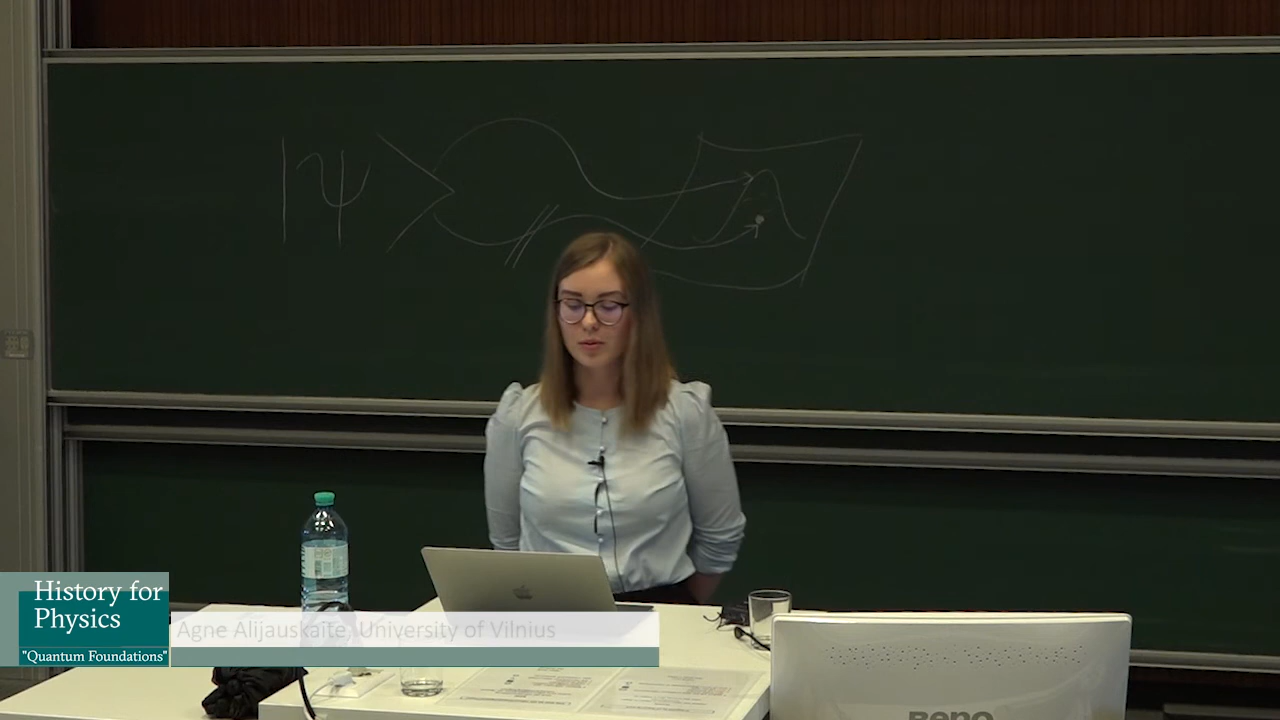 |ψ>
History for
Physics
"Quantum Foundations"
Agne Alijauskaite, University of Vilnius
BenQ